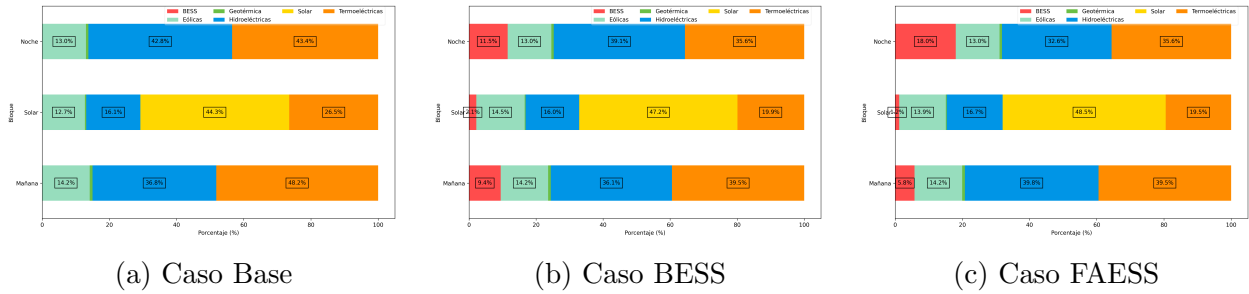 BESS Geotérmica Solar Termoeléctricas
Eólicas Hidroeléctricas
Noche 13.0% 42.8% 43.4%
Bloque
Solar 12.7% 16.1% 44.3% 26.5%
Mañana 14.2% 36.8% 48.2%
0 20 40 60 80 100
Porcentaje (%)
(a) Caso Base
BESS Geotérmica Solar Termoeléctricas
Eólicas Hidroeléctricas
Noche 11.5% 13.0% 39.1% 35.6%
Bloque
Solar 2.1% 14.5% 16.0% 47.2% 19.9%
Mañana 9.4% 14.2% 36.1% 39.5%
0 20 40 60 80 100
Porcentaje (%)
(b) Caso BESS
BESS Geotérmica Solar Termoeléctricas
Eólicas Hidroeléctricas
Noche 18.0% 13.0% 32.6% 35.6%
Bloque
Solar 13.9% 16.7% 48.5% 19.5%
Mañana 5.8% 14.2% 39.8% 39.5%
0 20 40 60 80 100
Porcentaje (%)
(c) Caso FAESS